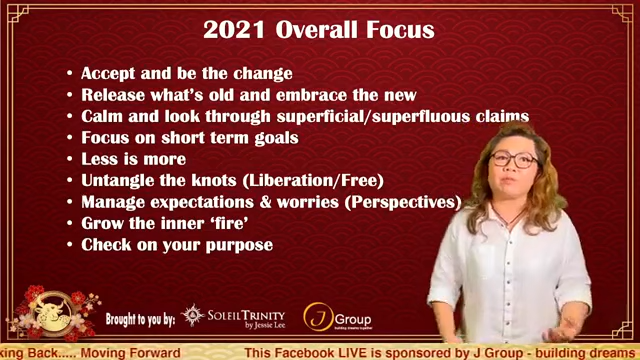 2021 Overall Focus
• Accept and be the change
• Release what's old and embrace the new
• Calm and look through superficial/superfluous claims
• Focus on short term goals
• Less is more
• Untangle the knots (Liberation/Free)
• Manage expectations & worries (Perspectives)
• Grow the inner ‘fire’
• Check on your purpose
Brought to you by:
SOLEIL TRINITY
by Jessie Lee
J Group
building dreams together
king Back..... Moving Forward This Facebook LIVE is sponsored by J Group - building dreams